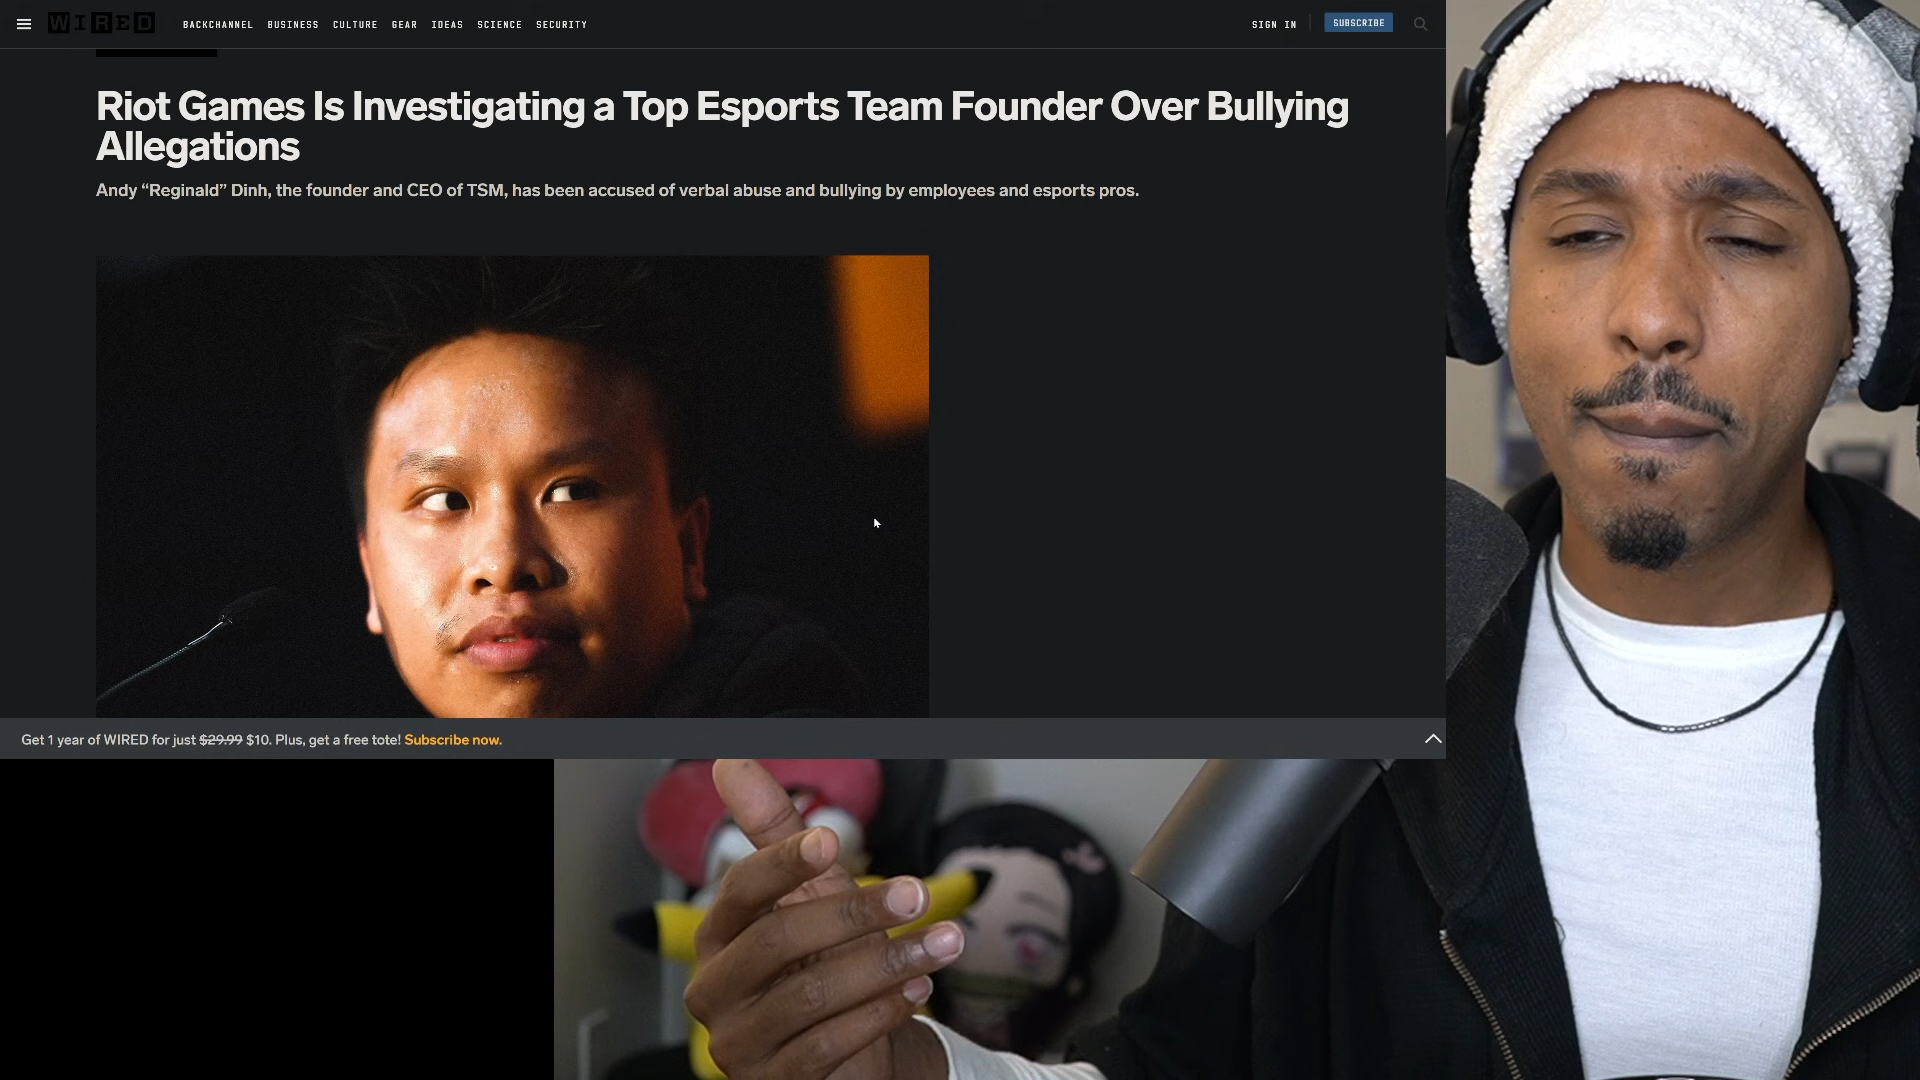 WIRED
BACKCHANNEL BUSINESS CULTURE GEAR IDEAS SCIENCE SECURITY
SIGN IN
SUBSCRIBE
Riot Games Is Investigating a Top Esports Team Founder Over Bullying
Allegations
Andy “Reginald” Dinh, the founder and CEO of TSM, has been accused of verbal abuse and bullying by employees and esports pros.
Get 1 year of WIRED for just $29.99 $10. Plus, get a free tote! Subscribe now.